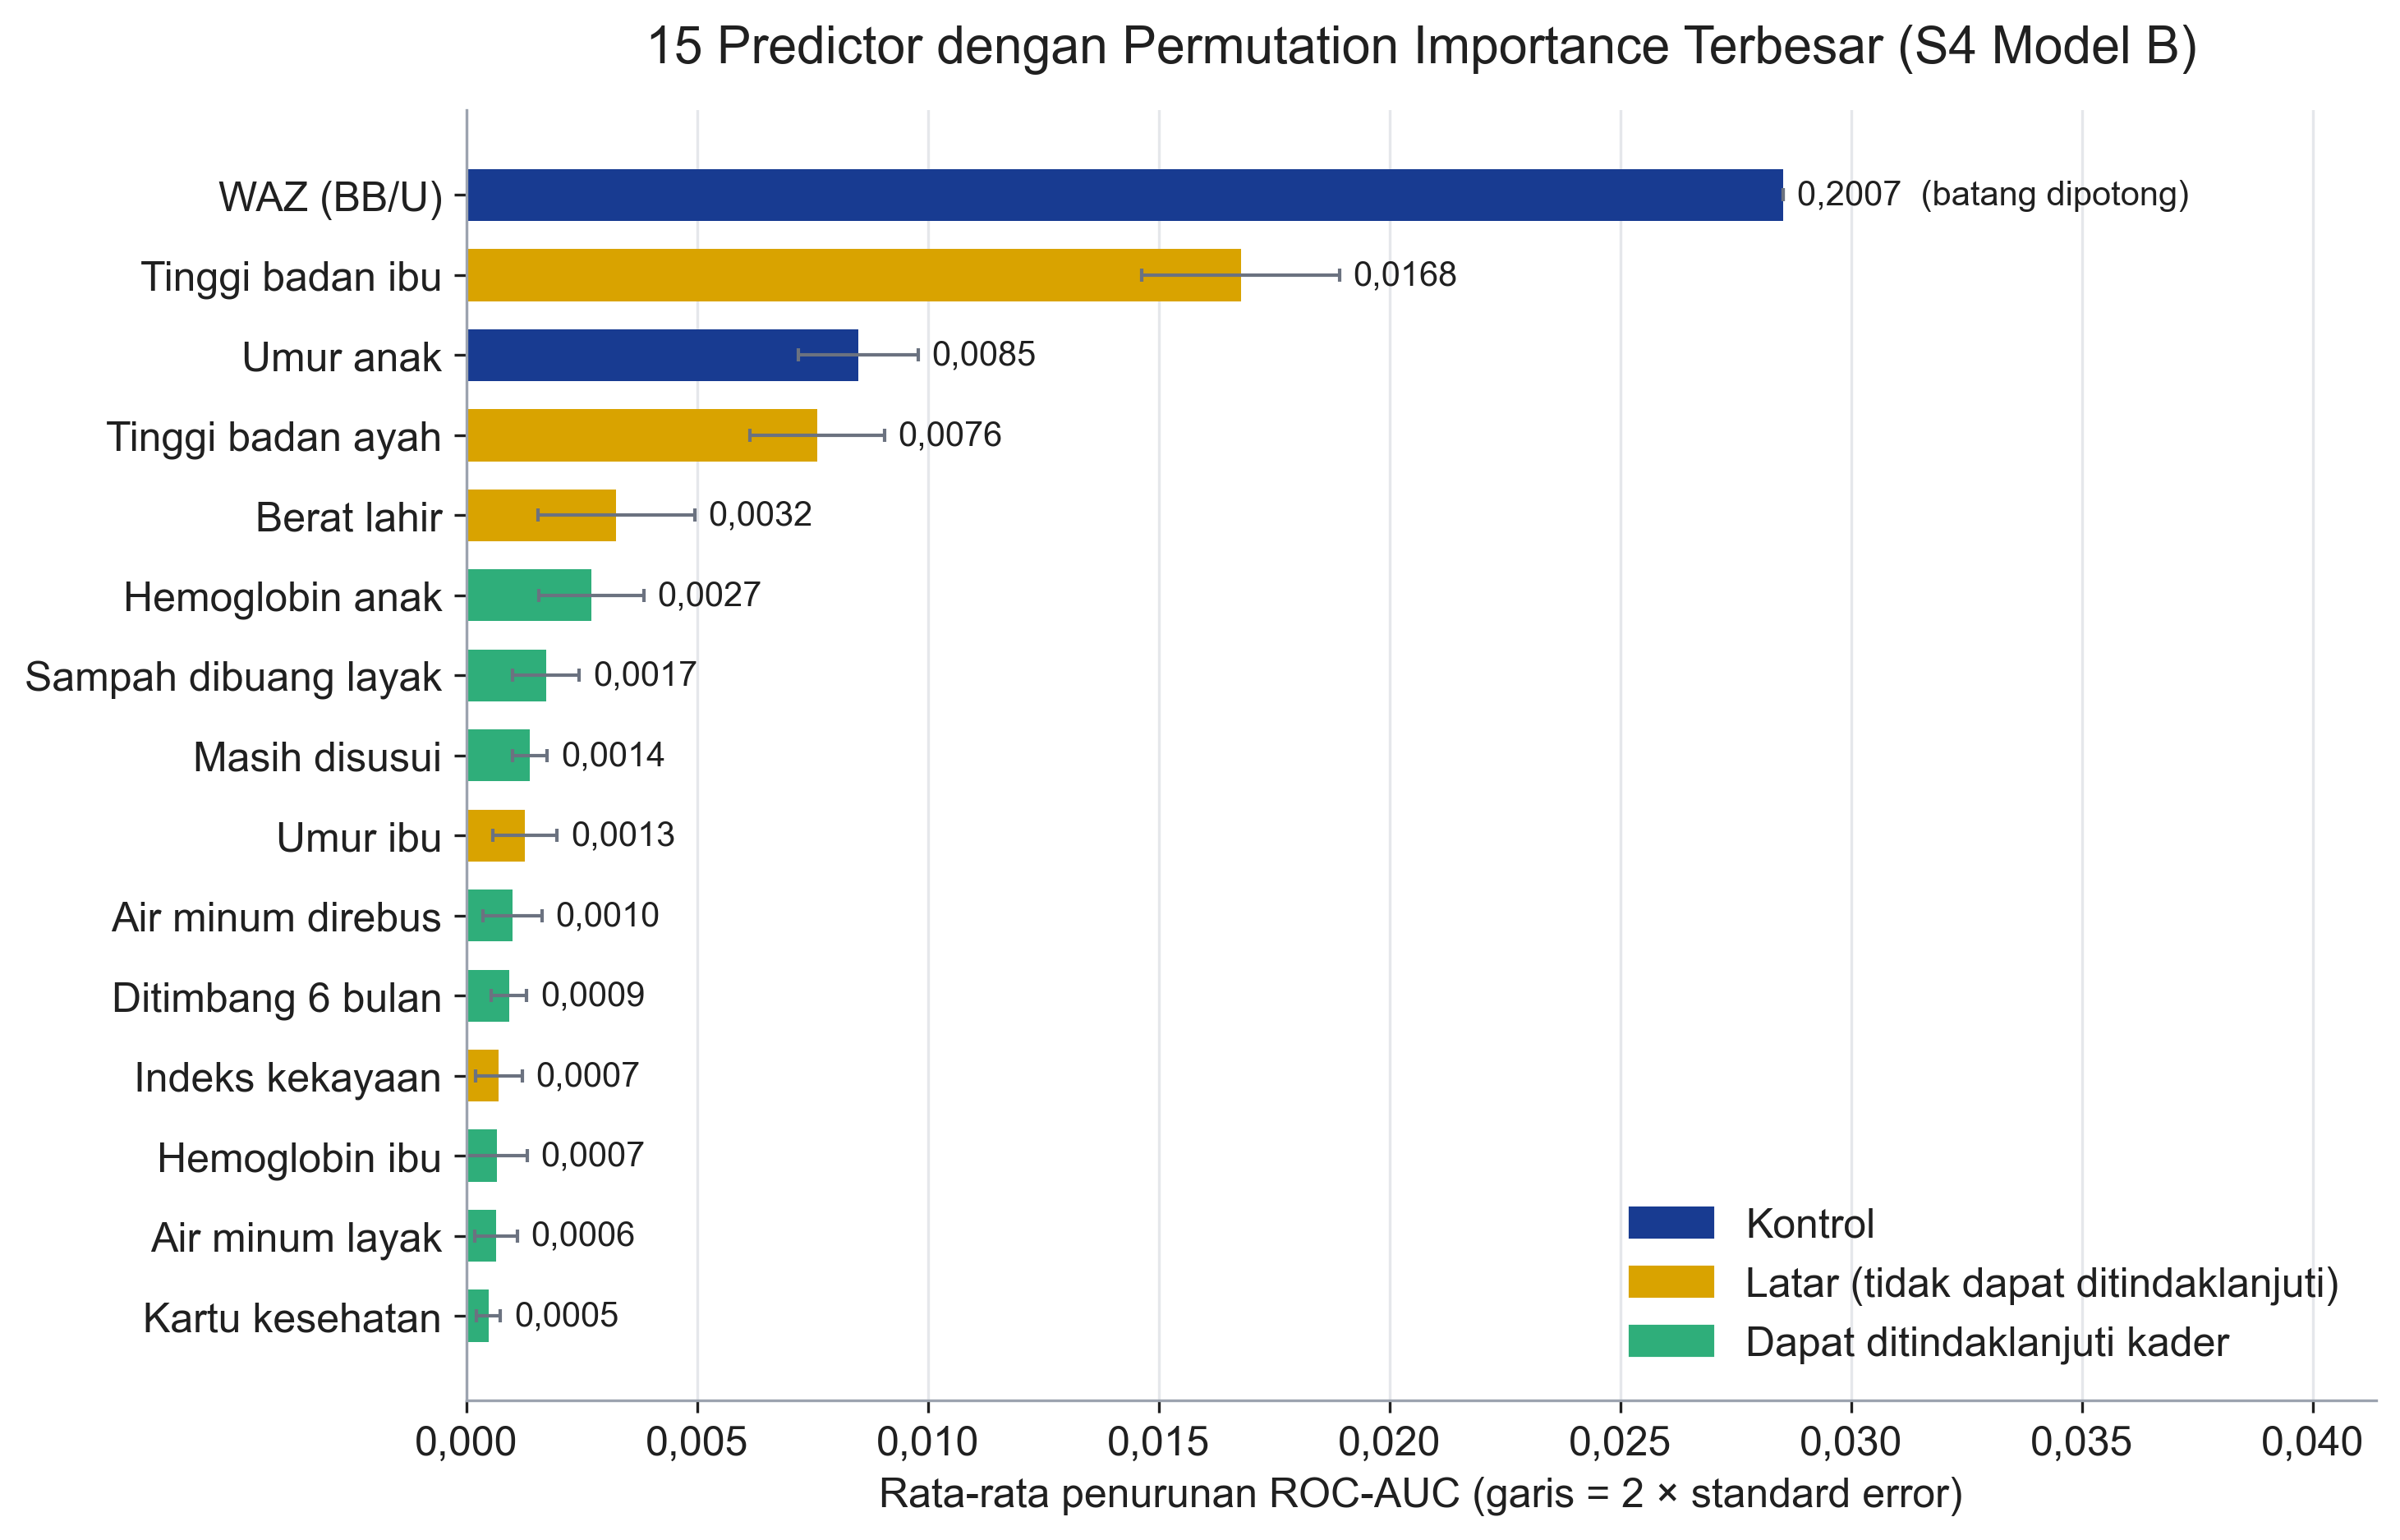 15 Predictor dengan Permutation Importance Terbesar (S4 Model B)
WAZ (BB/U)
0,2007 (batang dipotong)
Tinggi badan ibu
0,0168
Umur anak
0,0085
Tinggi badan ayah
0,0076
Berat lahir
0,0032
Hemoglobin anak
0,0027
Sampah dibuang layak
0,0017
Masih disusui
0,0014
Umur ibu
0,0013
Air minum direbus
0,0010
Ditimbang 6 bulan
0,0009
Indeks kekayaan
0,0007
Hemoglobin ibu
0,0007
Air minum layak
0,0006
Kartu kesehatan
0,0005
Kontrol
Latar (tidak dapat ditindaklanjuti)
Dapat ditindaklanjuti kader
0,000 0,005 0,010 0,015 0,020 0,025 0,030 0,035 0,040
Rata-rata penurunan ROC-AUC (garis = 2 × standard error)